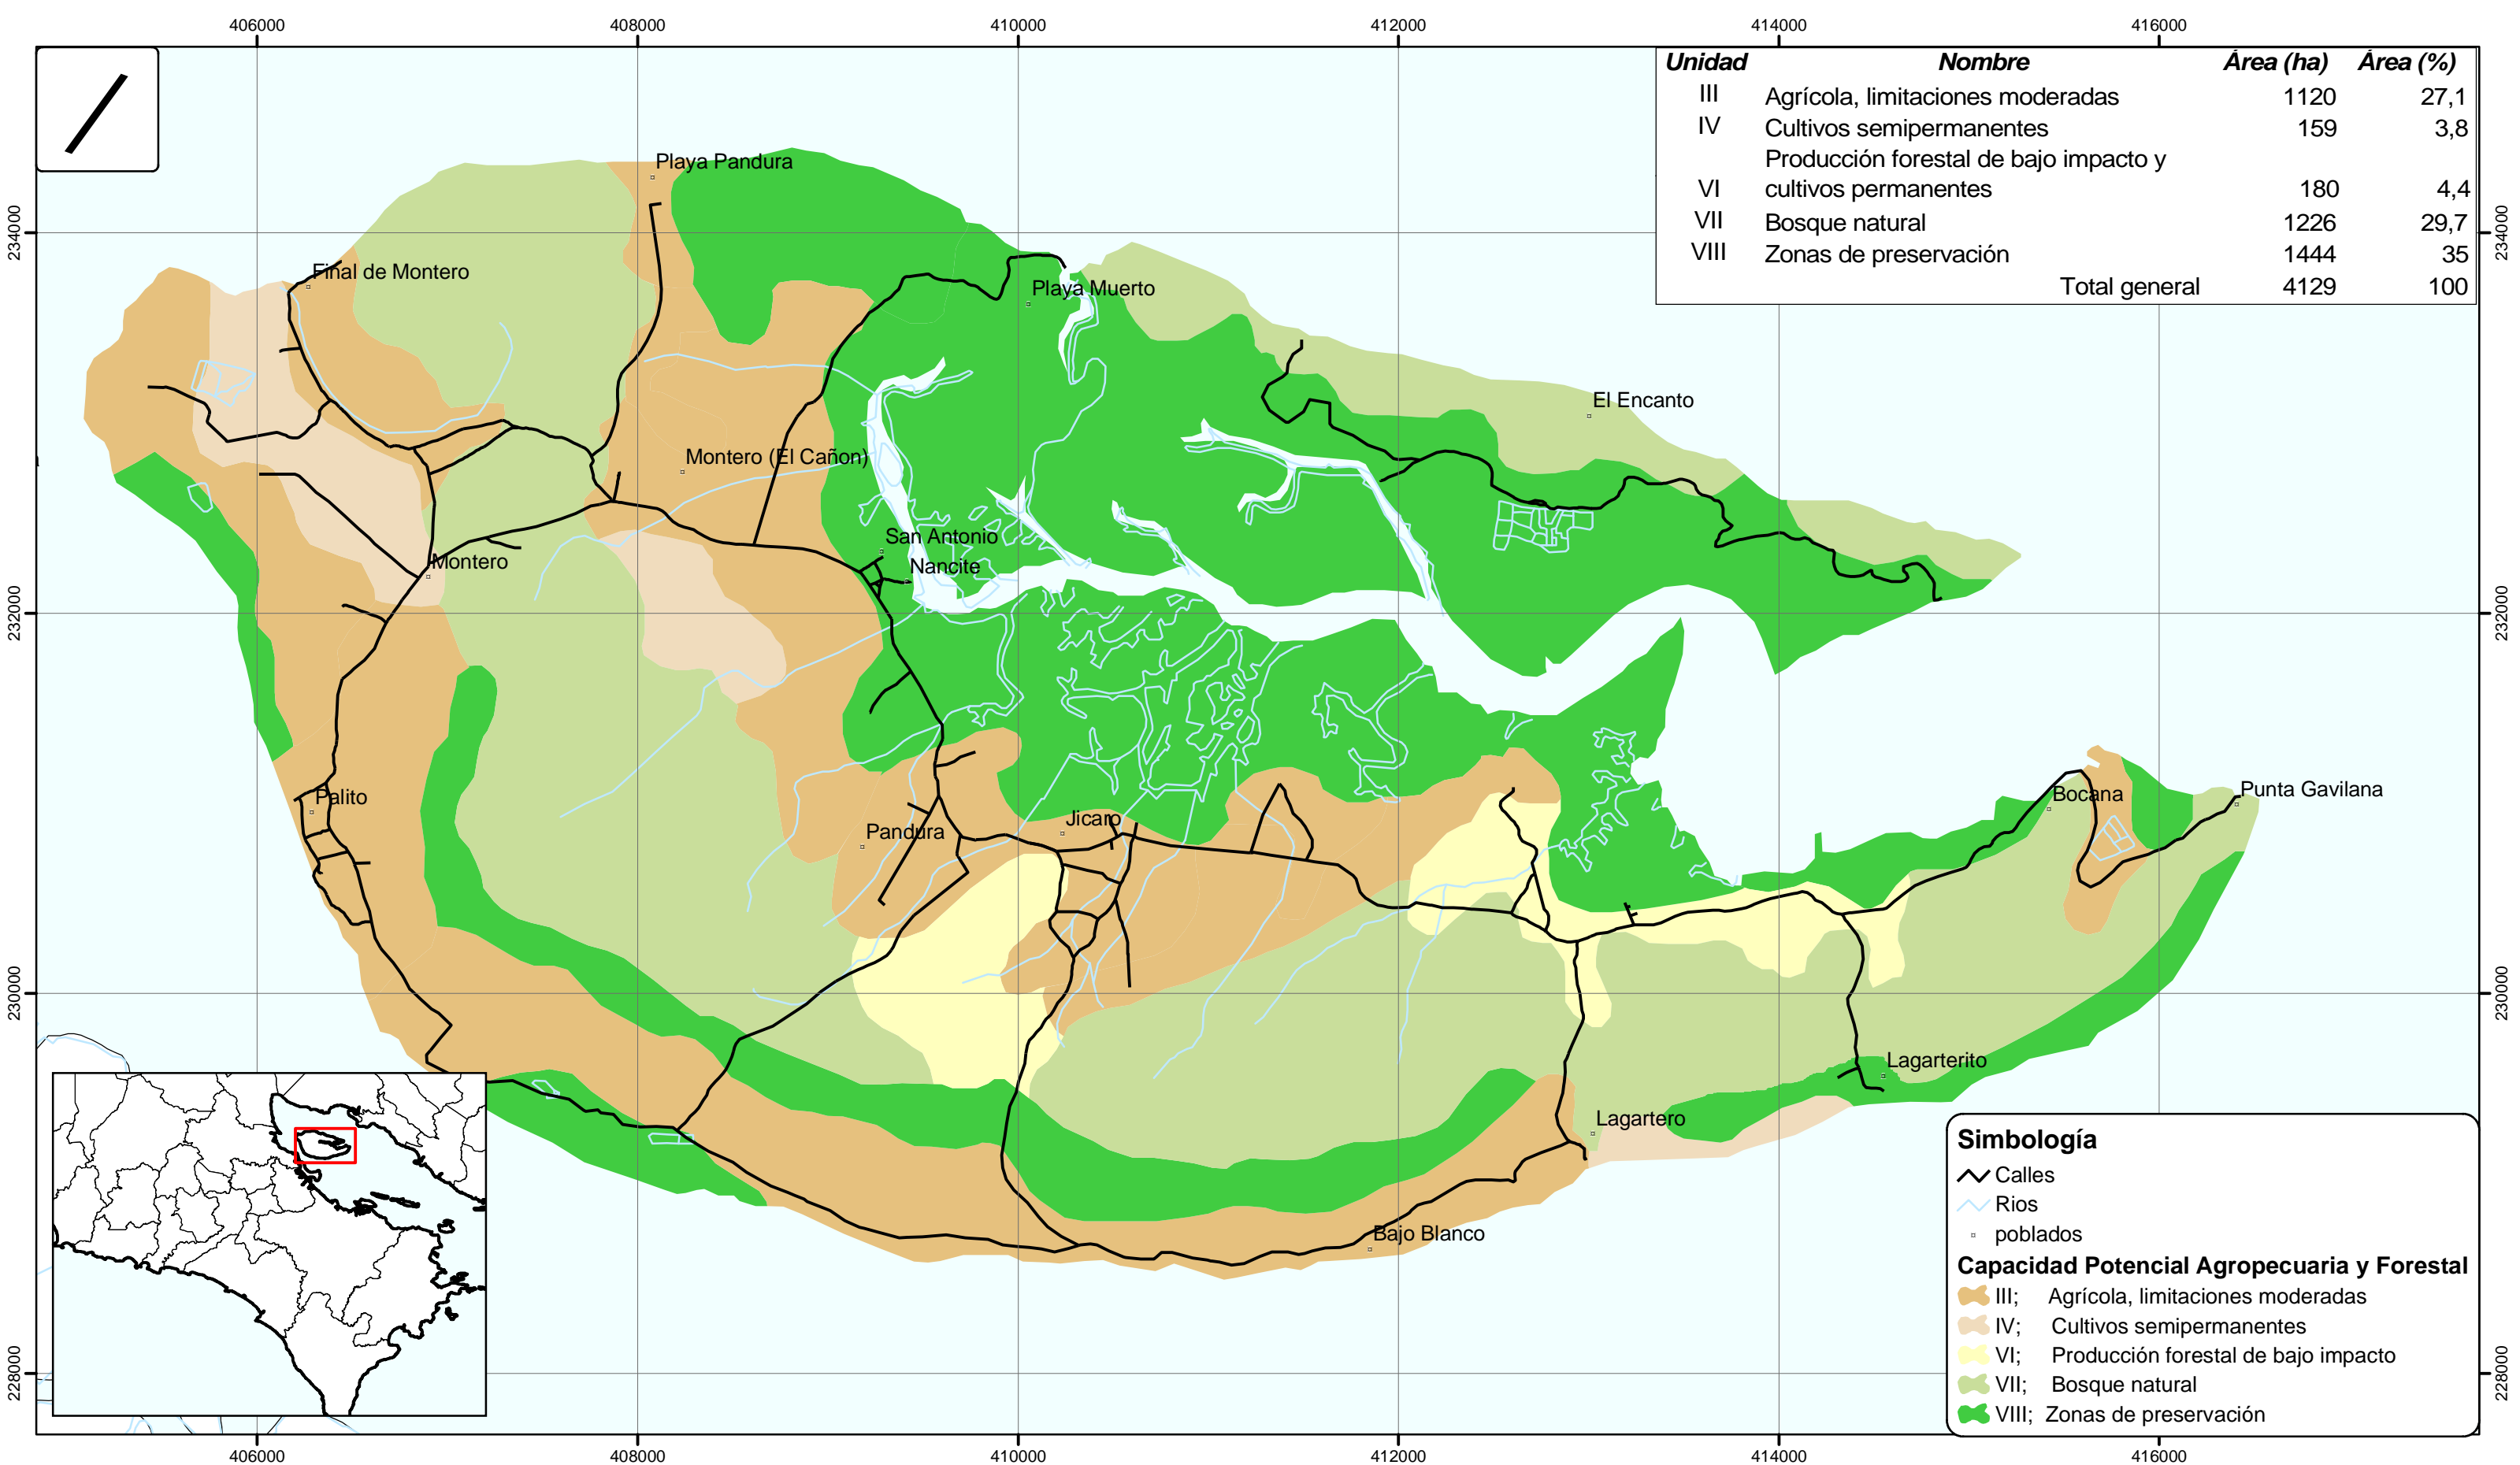 406000 408000 410000 412000 414000 416000
Unidad Nombre Área (ha) Área (%)
III Agrícola, limitaciones moderadas 1120 27,1
IV Cultivos semipermanentes 159 3,8
Producción forestal de bajo impacto y
VI cultivos permanentes 180 4,4
VII Bosque natural 1226 29,7
VIII Zonas de preservación 1444 35
Total general 4129 100
Playa Pandura
234000 234000
Final de Montero
Playa Muerto
El Encanto
Montero (El Cañon)
San Antonio
Nancite
Montero
232000 232000
Punta Gavilana
Bocana
Palito
Jicaro
Pandura
230000 230000
Lagarterito
Lagartero
Bajo Blanco
228000 228000
Simbología
Calles
Rios
poblados
Capacidad Potencial Agropecuaria y Forestal
III; Agrícola, limitaciones moderadas
IV; Cultivos semipermanentes
VI; Producción forestal de bajo impacto
VII; Bosque natural
VIII; Zonas de preservación
406000 408000 410000 412000 414000 416000